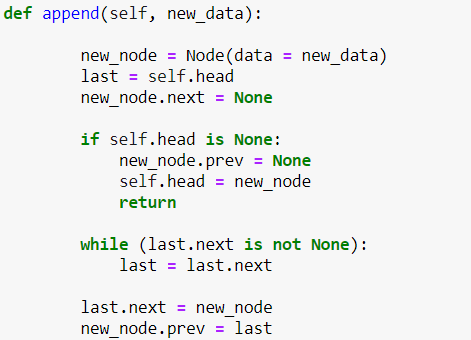 def append(self, new_data):
new_node = Node(data = new_data)
last = self.head
new_node.next = None
if self.head is None:
new_node.prev = None
self.head = new_node
return
while (last.next is not None):
last = last.next
last.next = new_node
new_node.prev = last